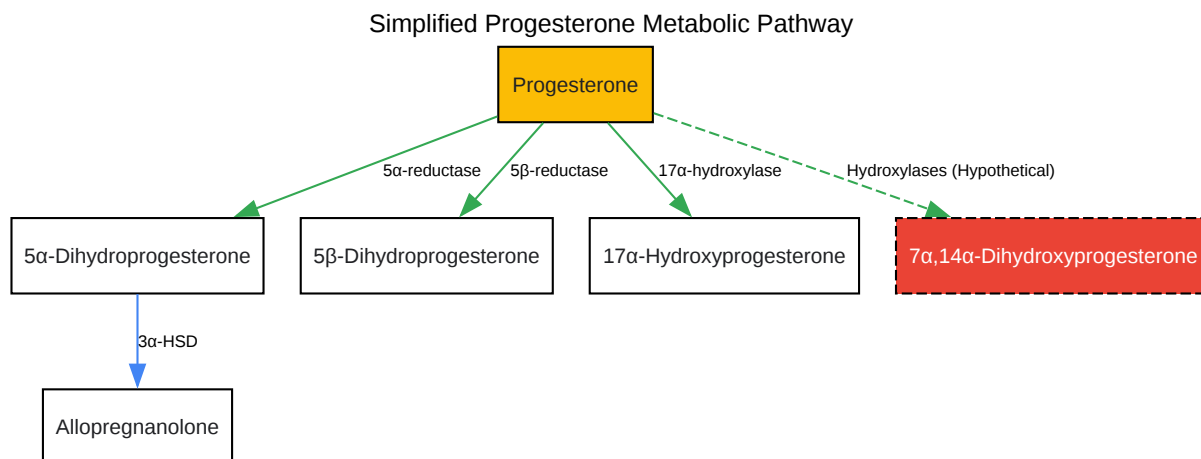 Simplified Progesterone Metabolic Pathway
Progesterone
5α-reductase
5β-reductase
17α-hydroxylase
Hydroxylases (Hypothetical)
5α-Dihydroprogesterone
5β-Dihydroprogesterone
17α-Hydroxyprogesterone
7α,14α-Dihydroxyprogesterone
3α-HSD
Allopregnanolone